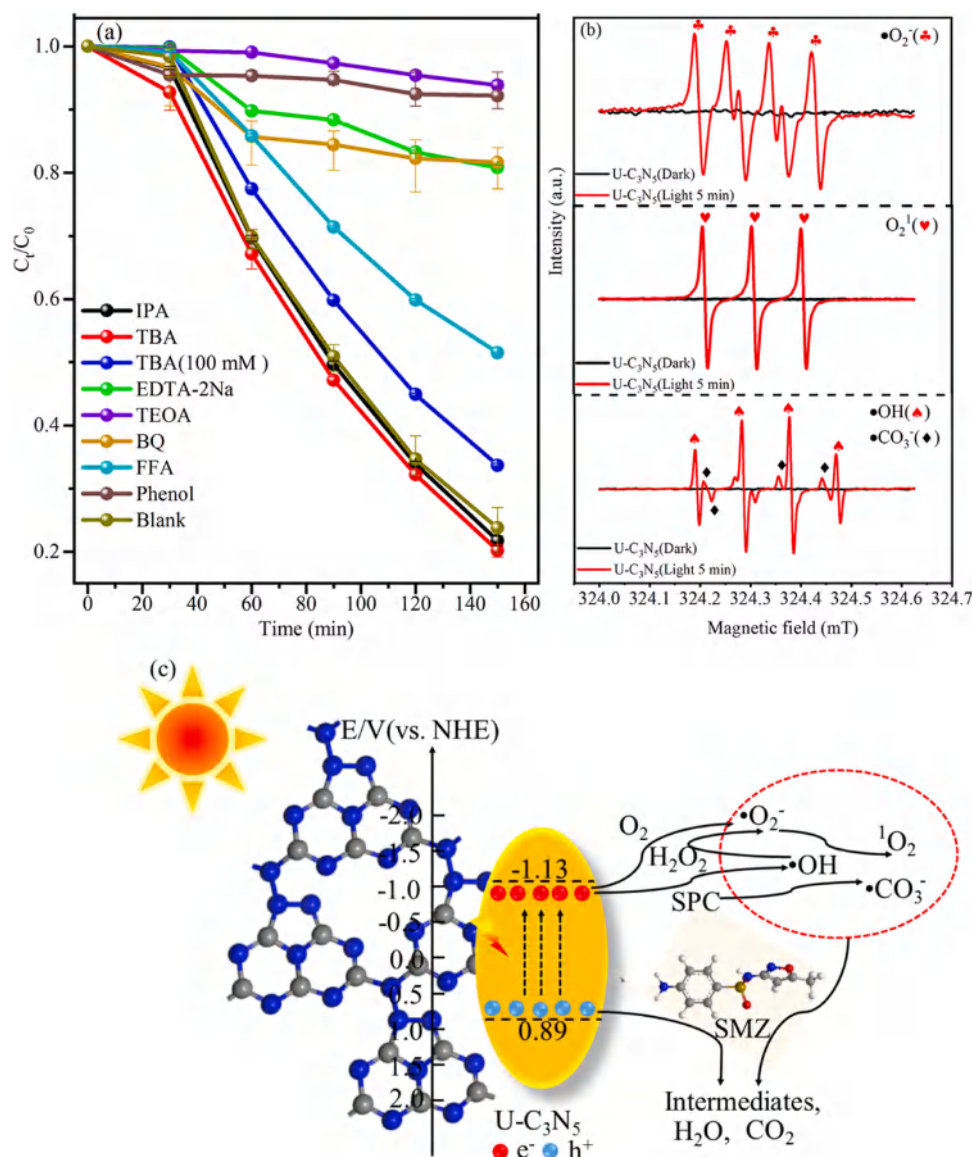 (a)
1.0
0.8
0.6
0.4
0.2
Cₜ/C₀
IPA
TBA
TBA(100 mM )
EDTA-2Na
TEOA
BQ
FFA
Phenol
Blank
0 20 40 60 80 100 120 140 160
Time (min)
(b)
•O₂⁻(♣)
U-C₃N₅(Dark)
U-C₃N₅(Light 5 min)
O₂¹(♥)
U-C₃N₅(Dark)
U-C₃N₅(Light 5 min)
•OH(♠)
•CO₃⁻(♦)
U-C₃N₅(Dark)
U-C₃N₅(Light 5 min)
Intensity (a.u.)
324.0 324.1 324.2 324.3 324.4 324.5 324.6 324.7
Magnetic field (mT)
(c)
E/V(vs. NHE)
-2.0
-1.5
-1.0
-0.5
0.0
0.5
1.0
1.5
2.0
-1.13
0.89
U-C₃N₅
e⁻ h⁺
O₂
•O₂⁻
H₂O₂
¹O₂
•OH
SPC
•CO₃⁻
SMZ
Intermediates,
H₂O, CO₂